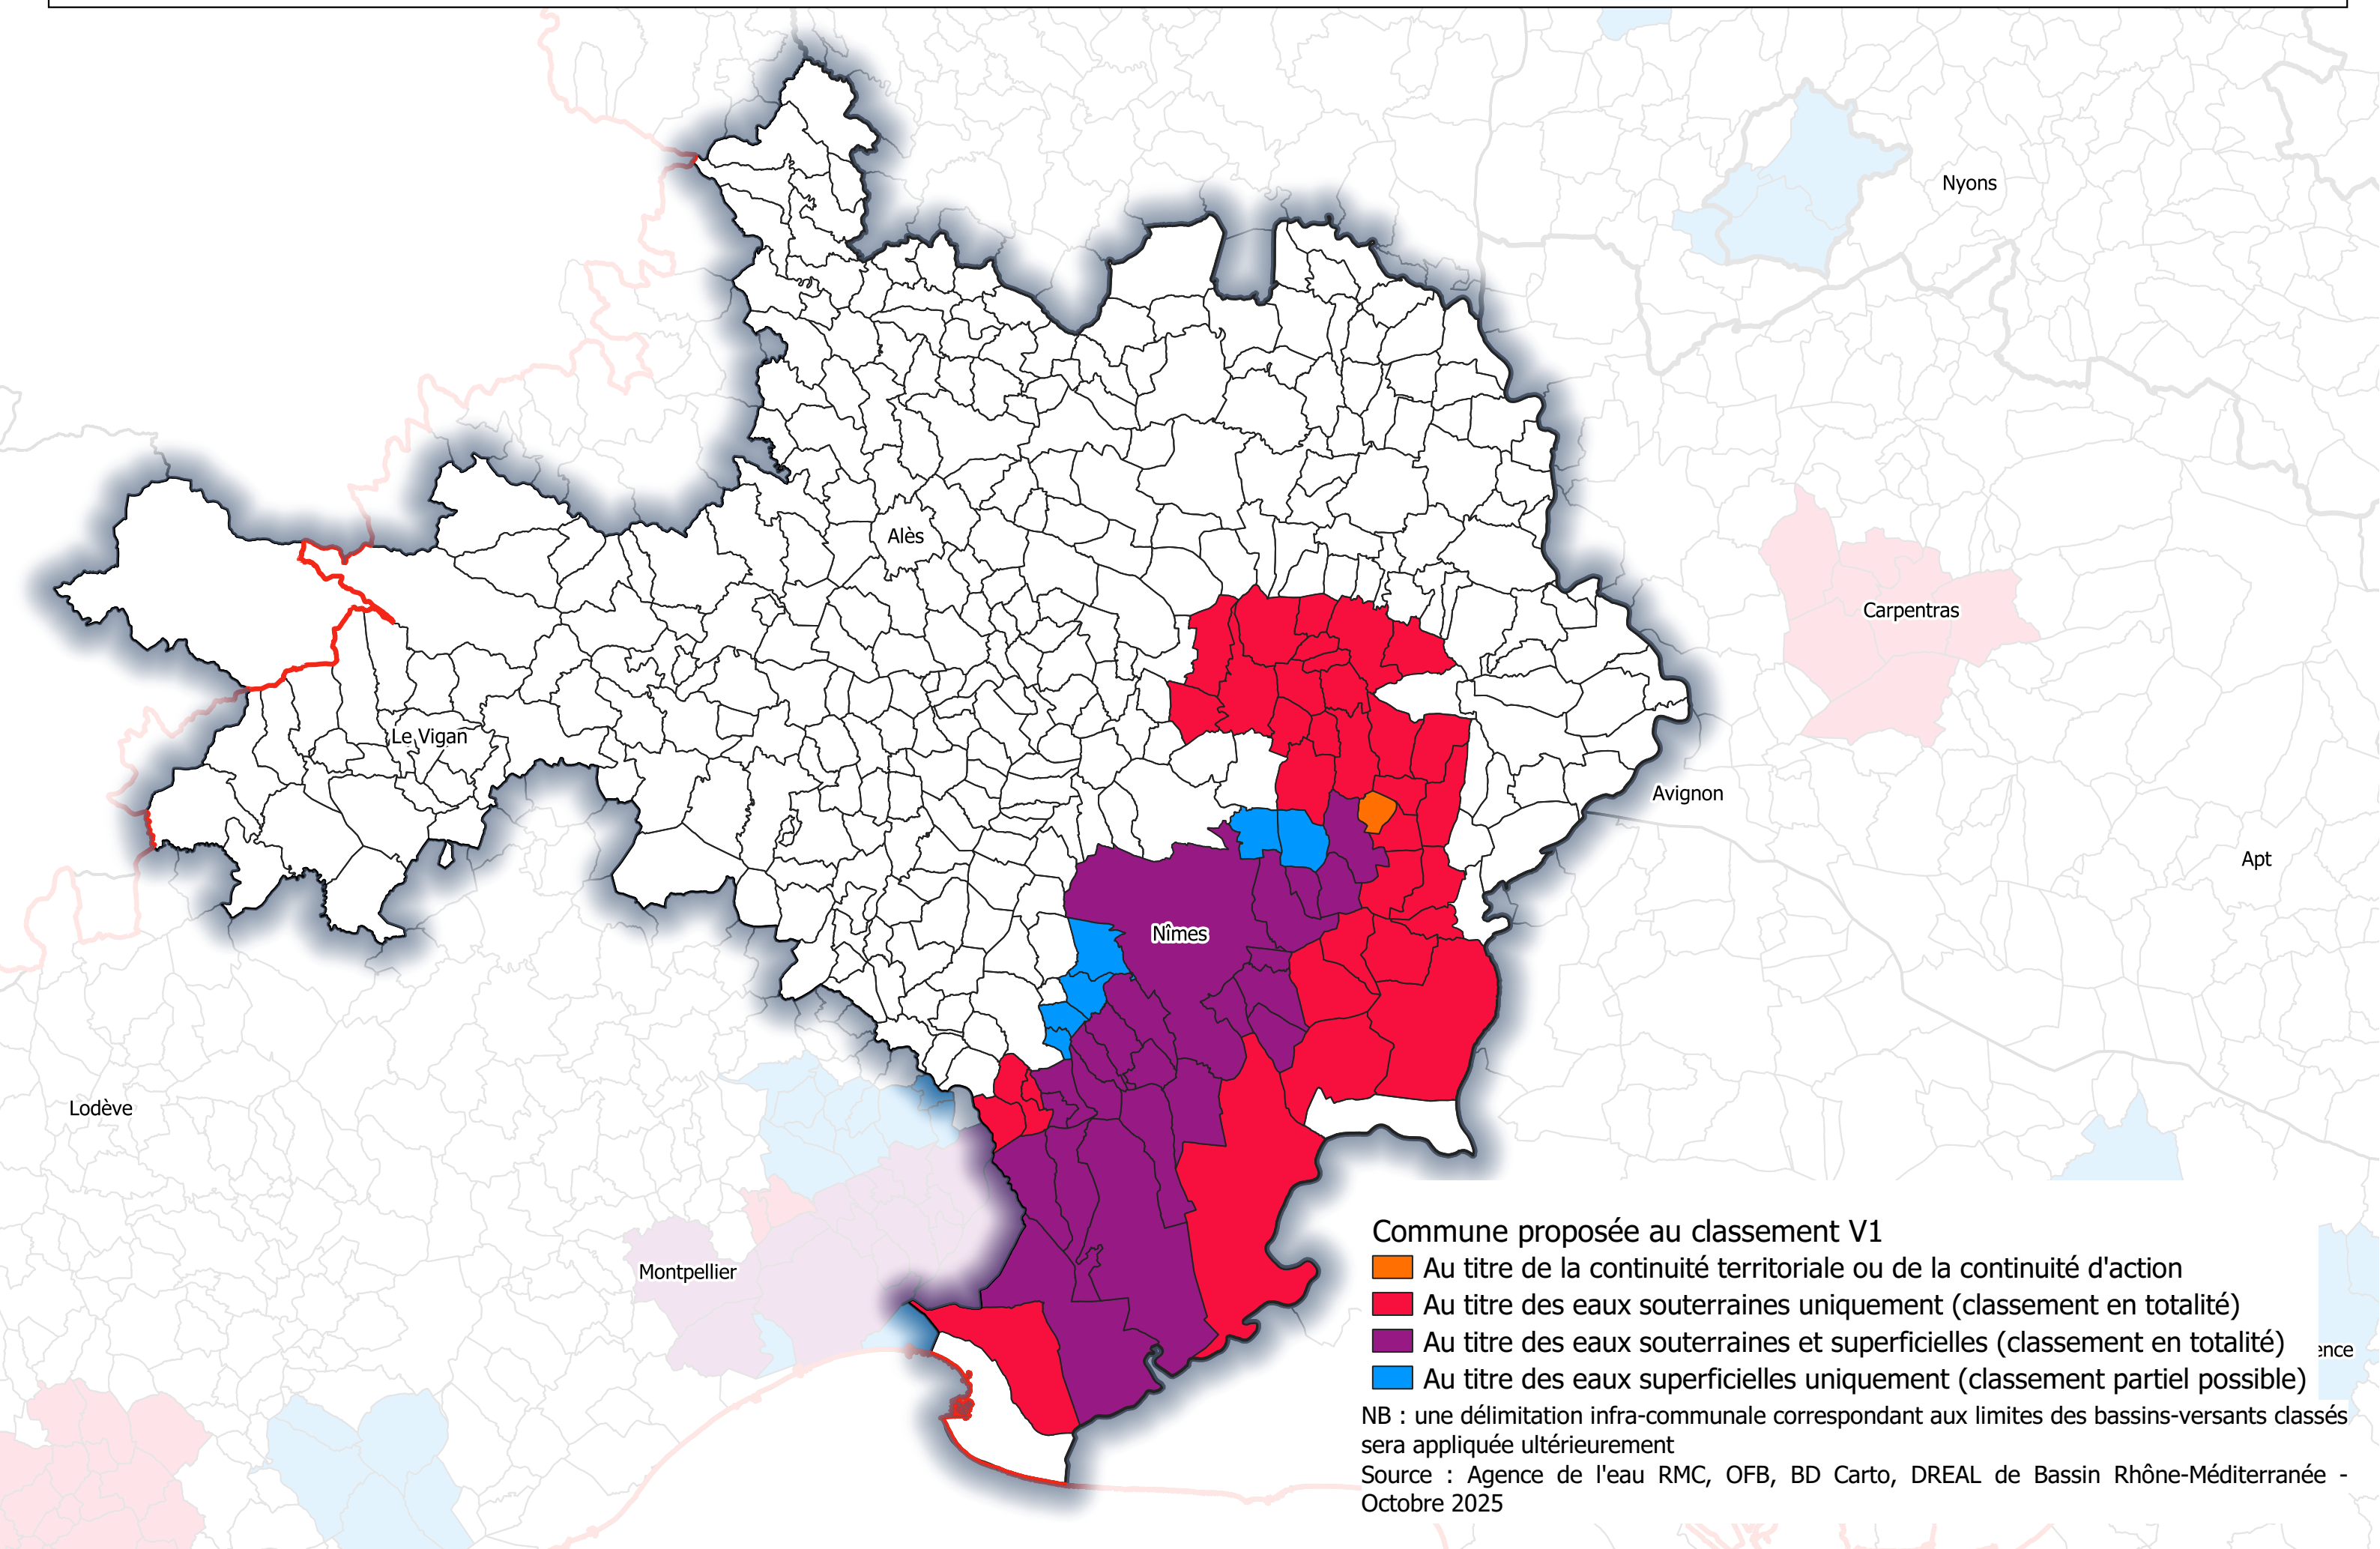 Nyons
Alès
Carpentras
Le Vigan
Avignon
Apt
Nîmes
Lodève
Montpellier
Commune proposée au classement V1
Au titre de la continuité territoriale ou de la continuité d'action
Au titre des eaux souterraines uniquement (classement en totalité)
Au titre des eaux souterraines et superficielles (classement en totalité)
ence
Au titre des eaux superficielles uniquement (classement partiel possible)
NB : une délimitation infra-communale correspondant aux limites des bassins-versants classés
sera appliquée ultérieurement
Source : Agence de l'eau RMC, OFB, BD Carto, DREAL de Bassin Rhône-Méditerranée -
Octobre 2025